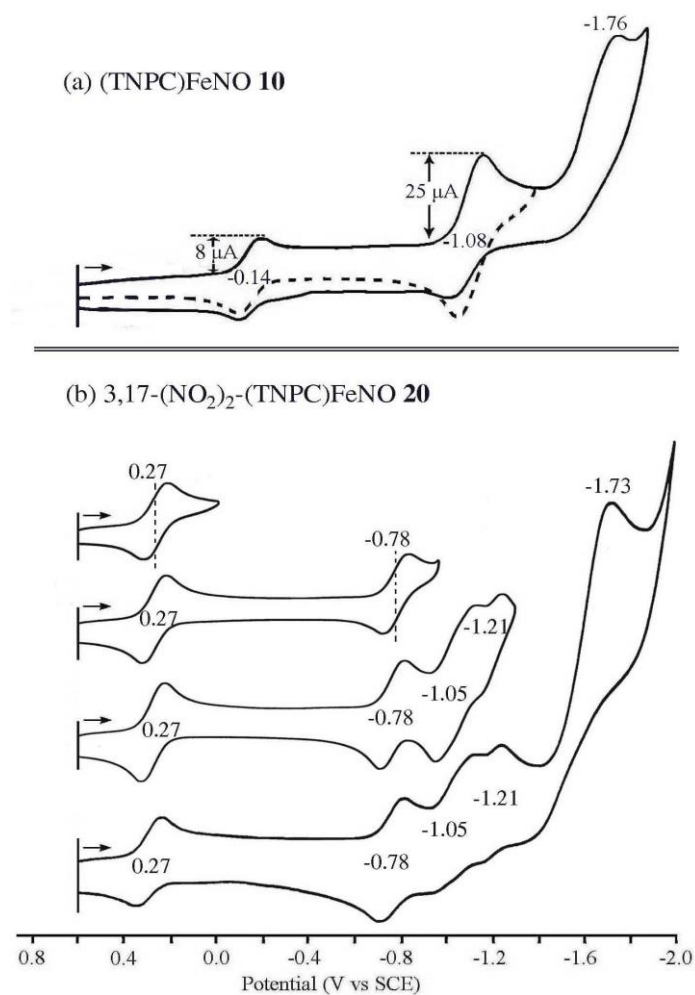 -1.76
(a) (TNPC)FeNO 10
25 μA
8 μA
-1.08
-0.14
(b) 3,17-(NO₂)₂-(TNPC)FeNO 20
0.27
-1.73
-0.78
0.27
-1.21
-1.05
0.27
-0.78
-1.21
-1.05
0.27
-0.78
0.8 0.4 0.0 -0.4 -0.8 -1.2 -1.6 -2.0
Potential (V vs SCE)